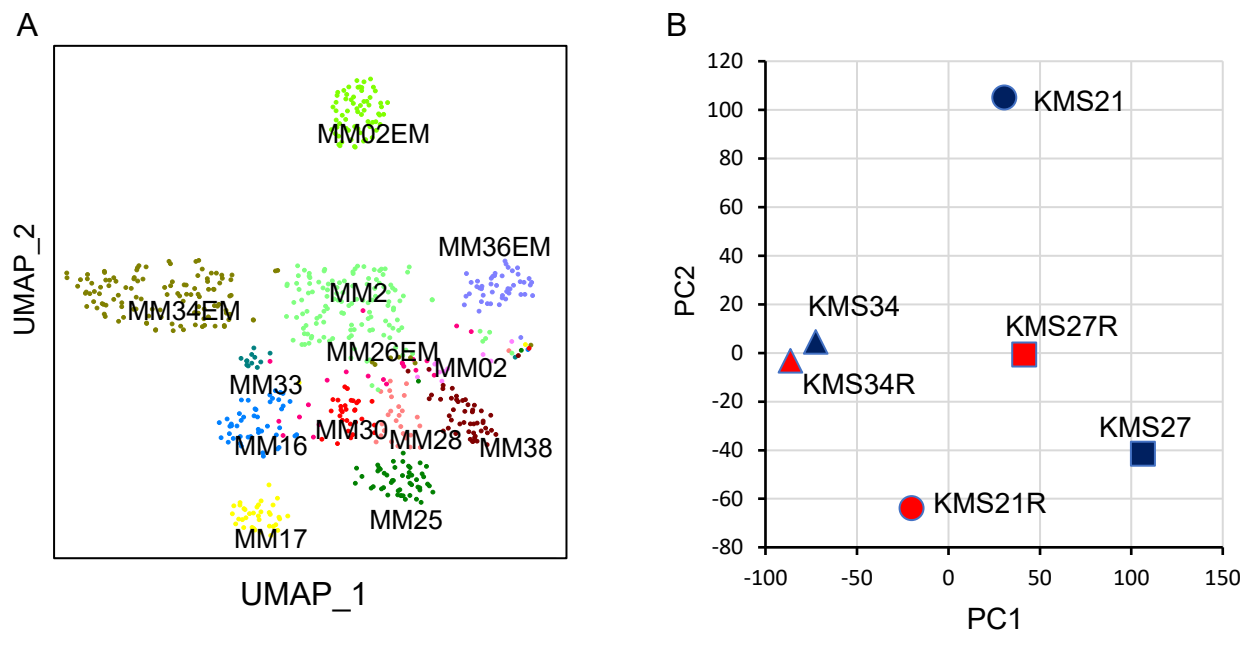 A
MM02EM
MM36EM
MM2
MM34EM
MM26EM
MM02
MM33
MM30
MM28
MM16
MM38
MM25
MM17
UMAP_2
UMAP_1
B
120
100
80
60
40
20
0
-20
-40
-60
-80
-100
-50
0
50
100
150
PC2
PC1
KMS21
KMS34
KMS27R
KMS34R
KMS27
KMS21R